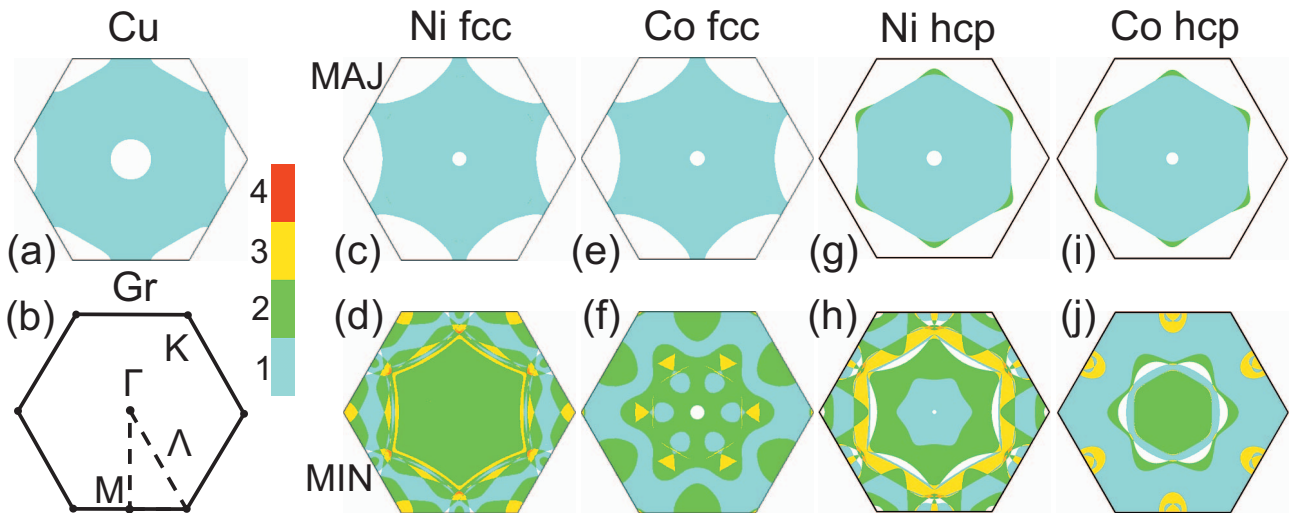 Cu
Ni fcc
Co fcc
Ni hcp
Co hcp
MAJ
4
3
2
1
(a)
(c)
(e)
(g)
(i)
Gr
(b)
(d)
(f)
(h)
(j)
K
Γ
Λ
M
MIN